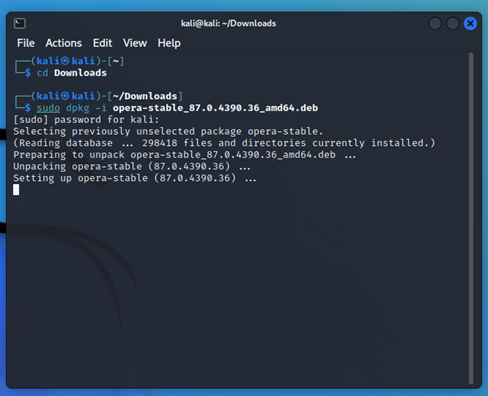 kali@kali: ~/Downloads
File Actions Edit View Help
┌──(kali㉿kali)-[~]
└─$ cd Downloads
┌──(kali㉿kali)-[~/Downloads]
└─$ sudo dpkg -i opera-stable_87.0.4390.36_amd64.deb
[sudo] password for kali:
Selecting previously unselected package opera-stable.
(Reading database ... 298418 files and directories currently installed.)
Preparing to unpack opera-stable_87.0.4390.36_amd64.deb ...
Unpacking opera-stable (87.0.4390.36) ...
Setting up opera-stable (87.0.4390.36) ...